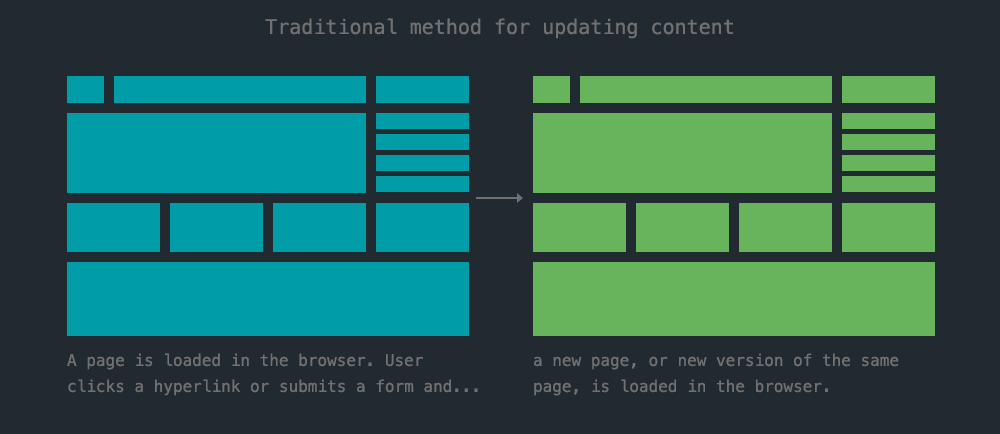 Traditional method for updating content
A page is loaded in the browser. User
clicks a hyperlink or submits a form and...
a new page, or new version of the same
page, is loaded in the browser.